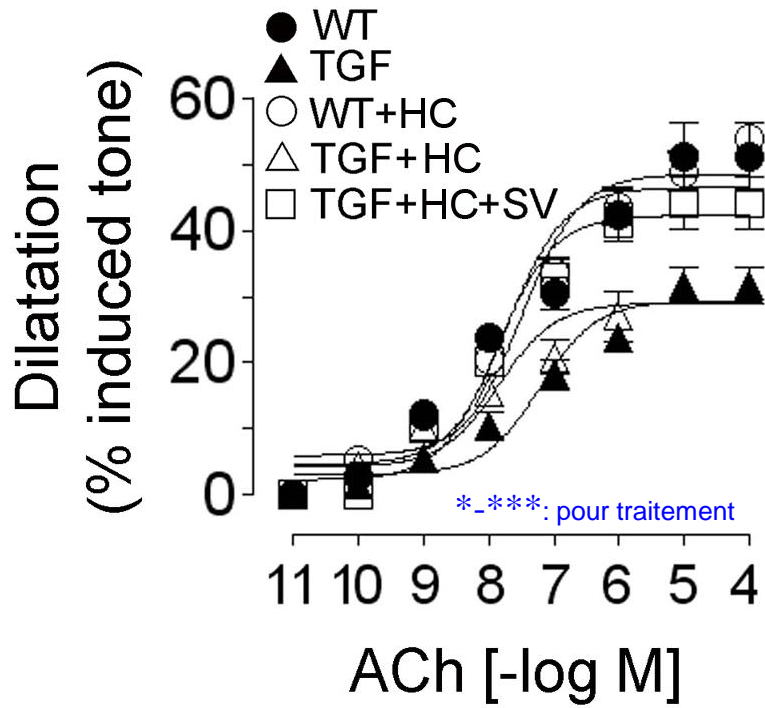 WT
TGF
WT+HC
TGF+HC
TGF+HC+SV
Dilatation
(% induced tone)
60
40
20
0
*-***: pour traitement
11 10 9 8 7 6 5 4
ACh [-log M]